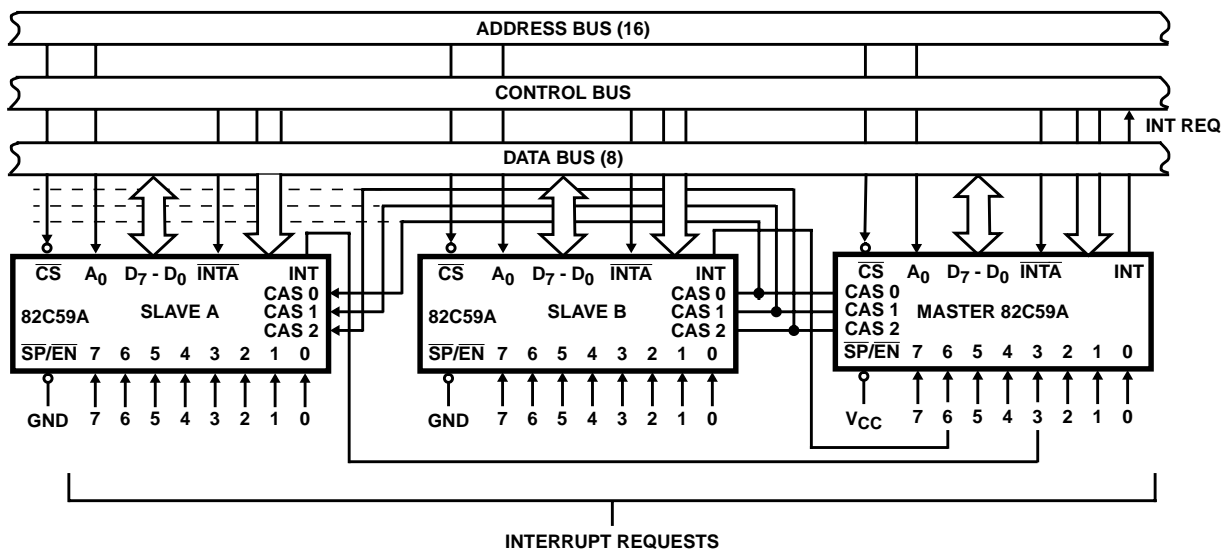 ADDRESS BUS (16)
CONTROL BUS
INT REQ
DATA BUS (8)
CS A0 D7 - D0 INTA INT
CAS 0
CAS 1
CAS 2
82C59A SLAVE A
SP/EN 7 6 5 4 3 2 1 0
GND 7 6 5 4 3 2 1 0
CS A0 D7 - D0 INTA INT
CAS 0
CAS 1
CAS 2
82C59A SLAVE B
SP/EN 7 6 5 4 3 2 1 0
GND 7 6 5 4 3 2 1 0
CS A0 D7 - D0 INTA INT
CAS 0
CAS 1
CAS 2
MASTER 82C59A
SP/EN 7 6 5 4 3 2 1 0
VCC 7 6 5 4 3 2 1 0
INTERRUPT REQUESTS